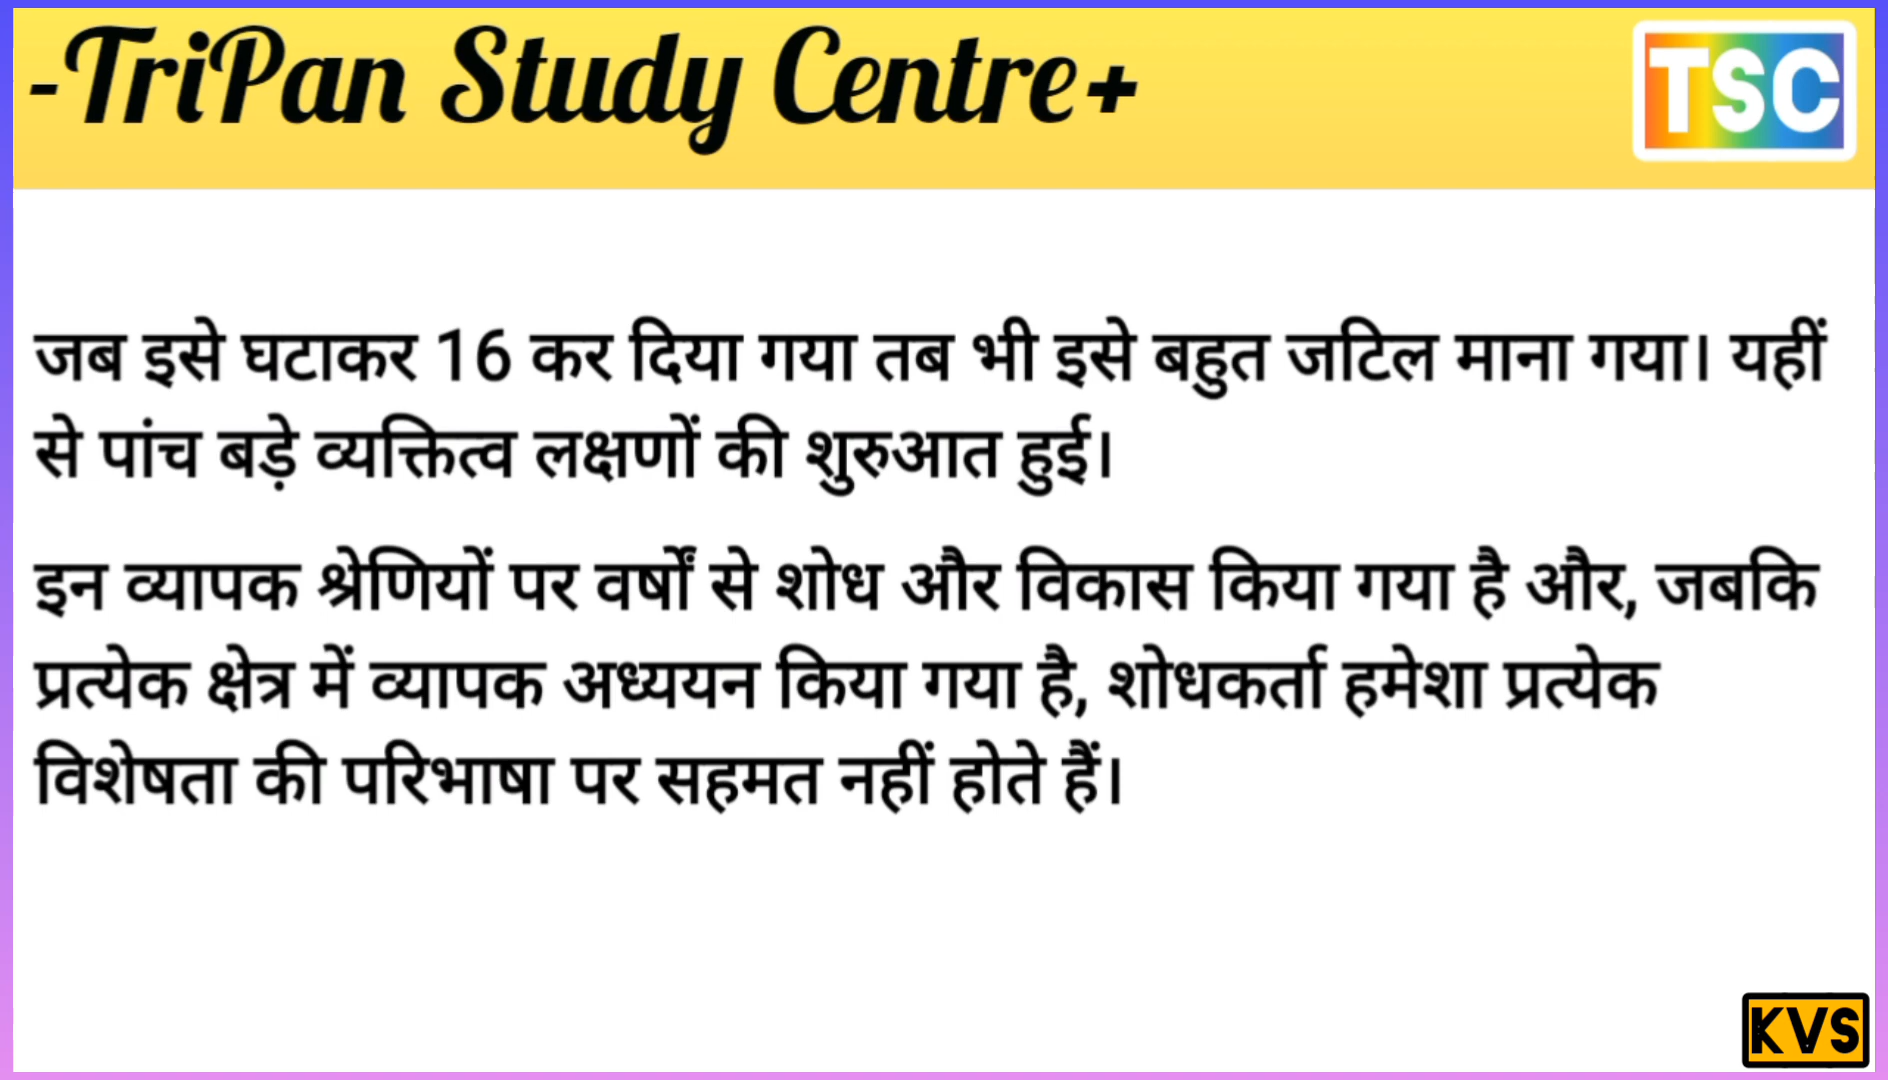 -TriPan Study Centre+
TSC
जब इसे घटाकर 16 कर दिया गया तब भी इसे बहुत जटिल माना गया। यहीं
से पांच बड़े व्यक्तित्व लक्षणों की शुरुआत हुई।
इन व्यापक श्रेणियों पर वर्षों से शोध और विकास किया गया है और, जबकि
प्रत्येक क्षेत्र में व्यापक अध्ययन किया गया है, शोधकर्ता हमेशा प्रत्येक
विशेषता की परिभाषा पर सहमत नहीं होते हैं।
KVS